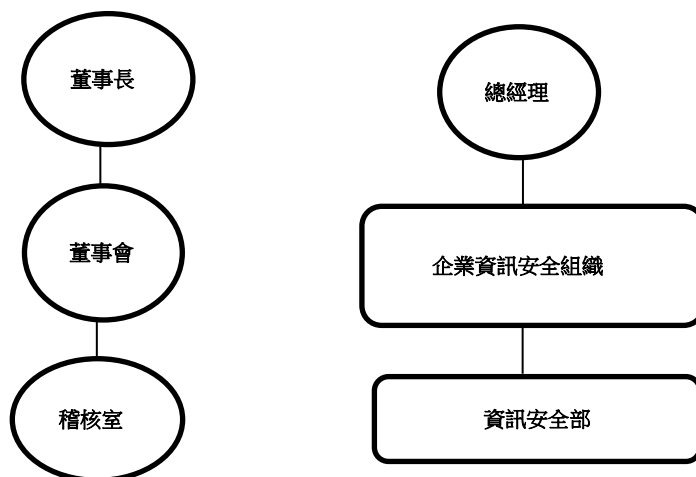 董事長
董事會
稽核室
總經理
企業資訊安全組織
資訊安全部